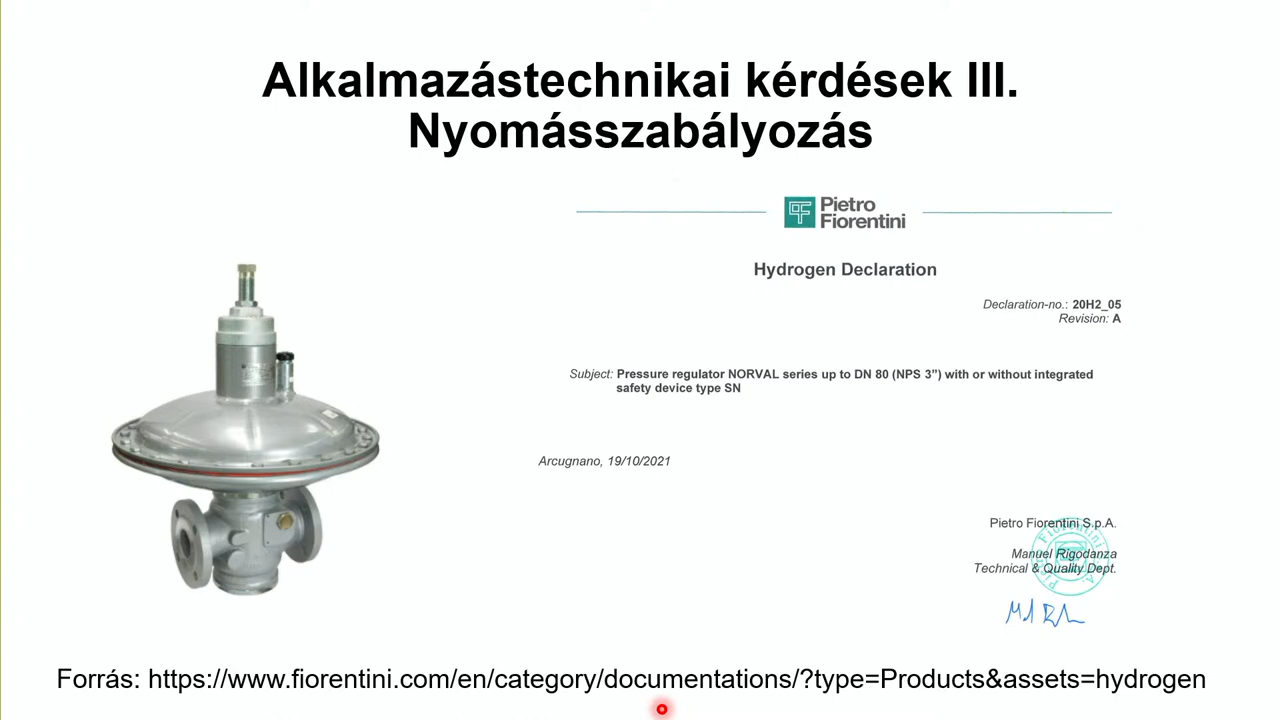 Alkalmazástechnikai kérdések III.
Nyomásszabályozás
Pietro
Fiorentini
Hydrogen Declaration
Declaration-no.: 20H2_05
Revision: A
Subject: Pressure regulator NORVAL series up to DN 80 (NPS 3”) with or without integrated
safety device type SN
Arcugnano, 19/10/2021
Pietro Fiorentini S.p.A.
Manuel Rigodanza
Technical & Quality Dept.
Forrás: https://www.fiorentini.com/en/category/documentations/?type=Products&assets=hydrogen